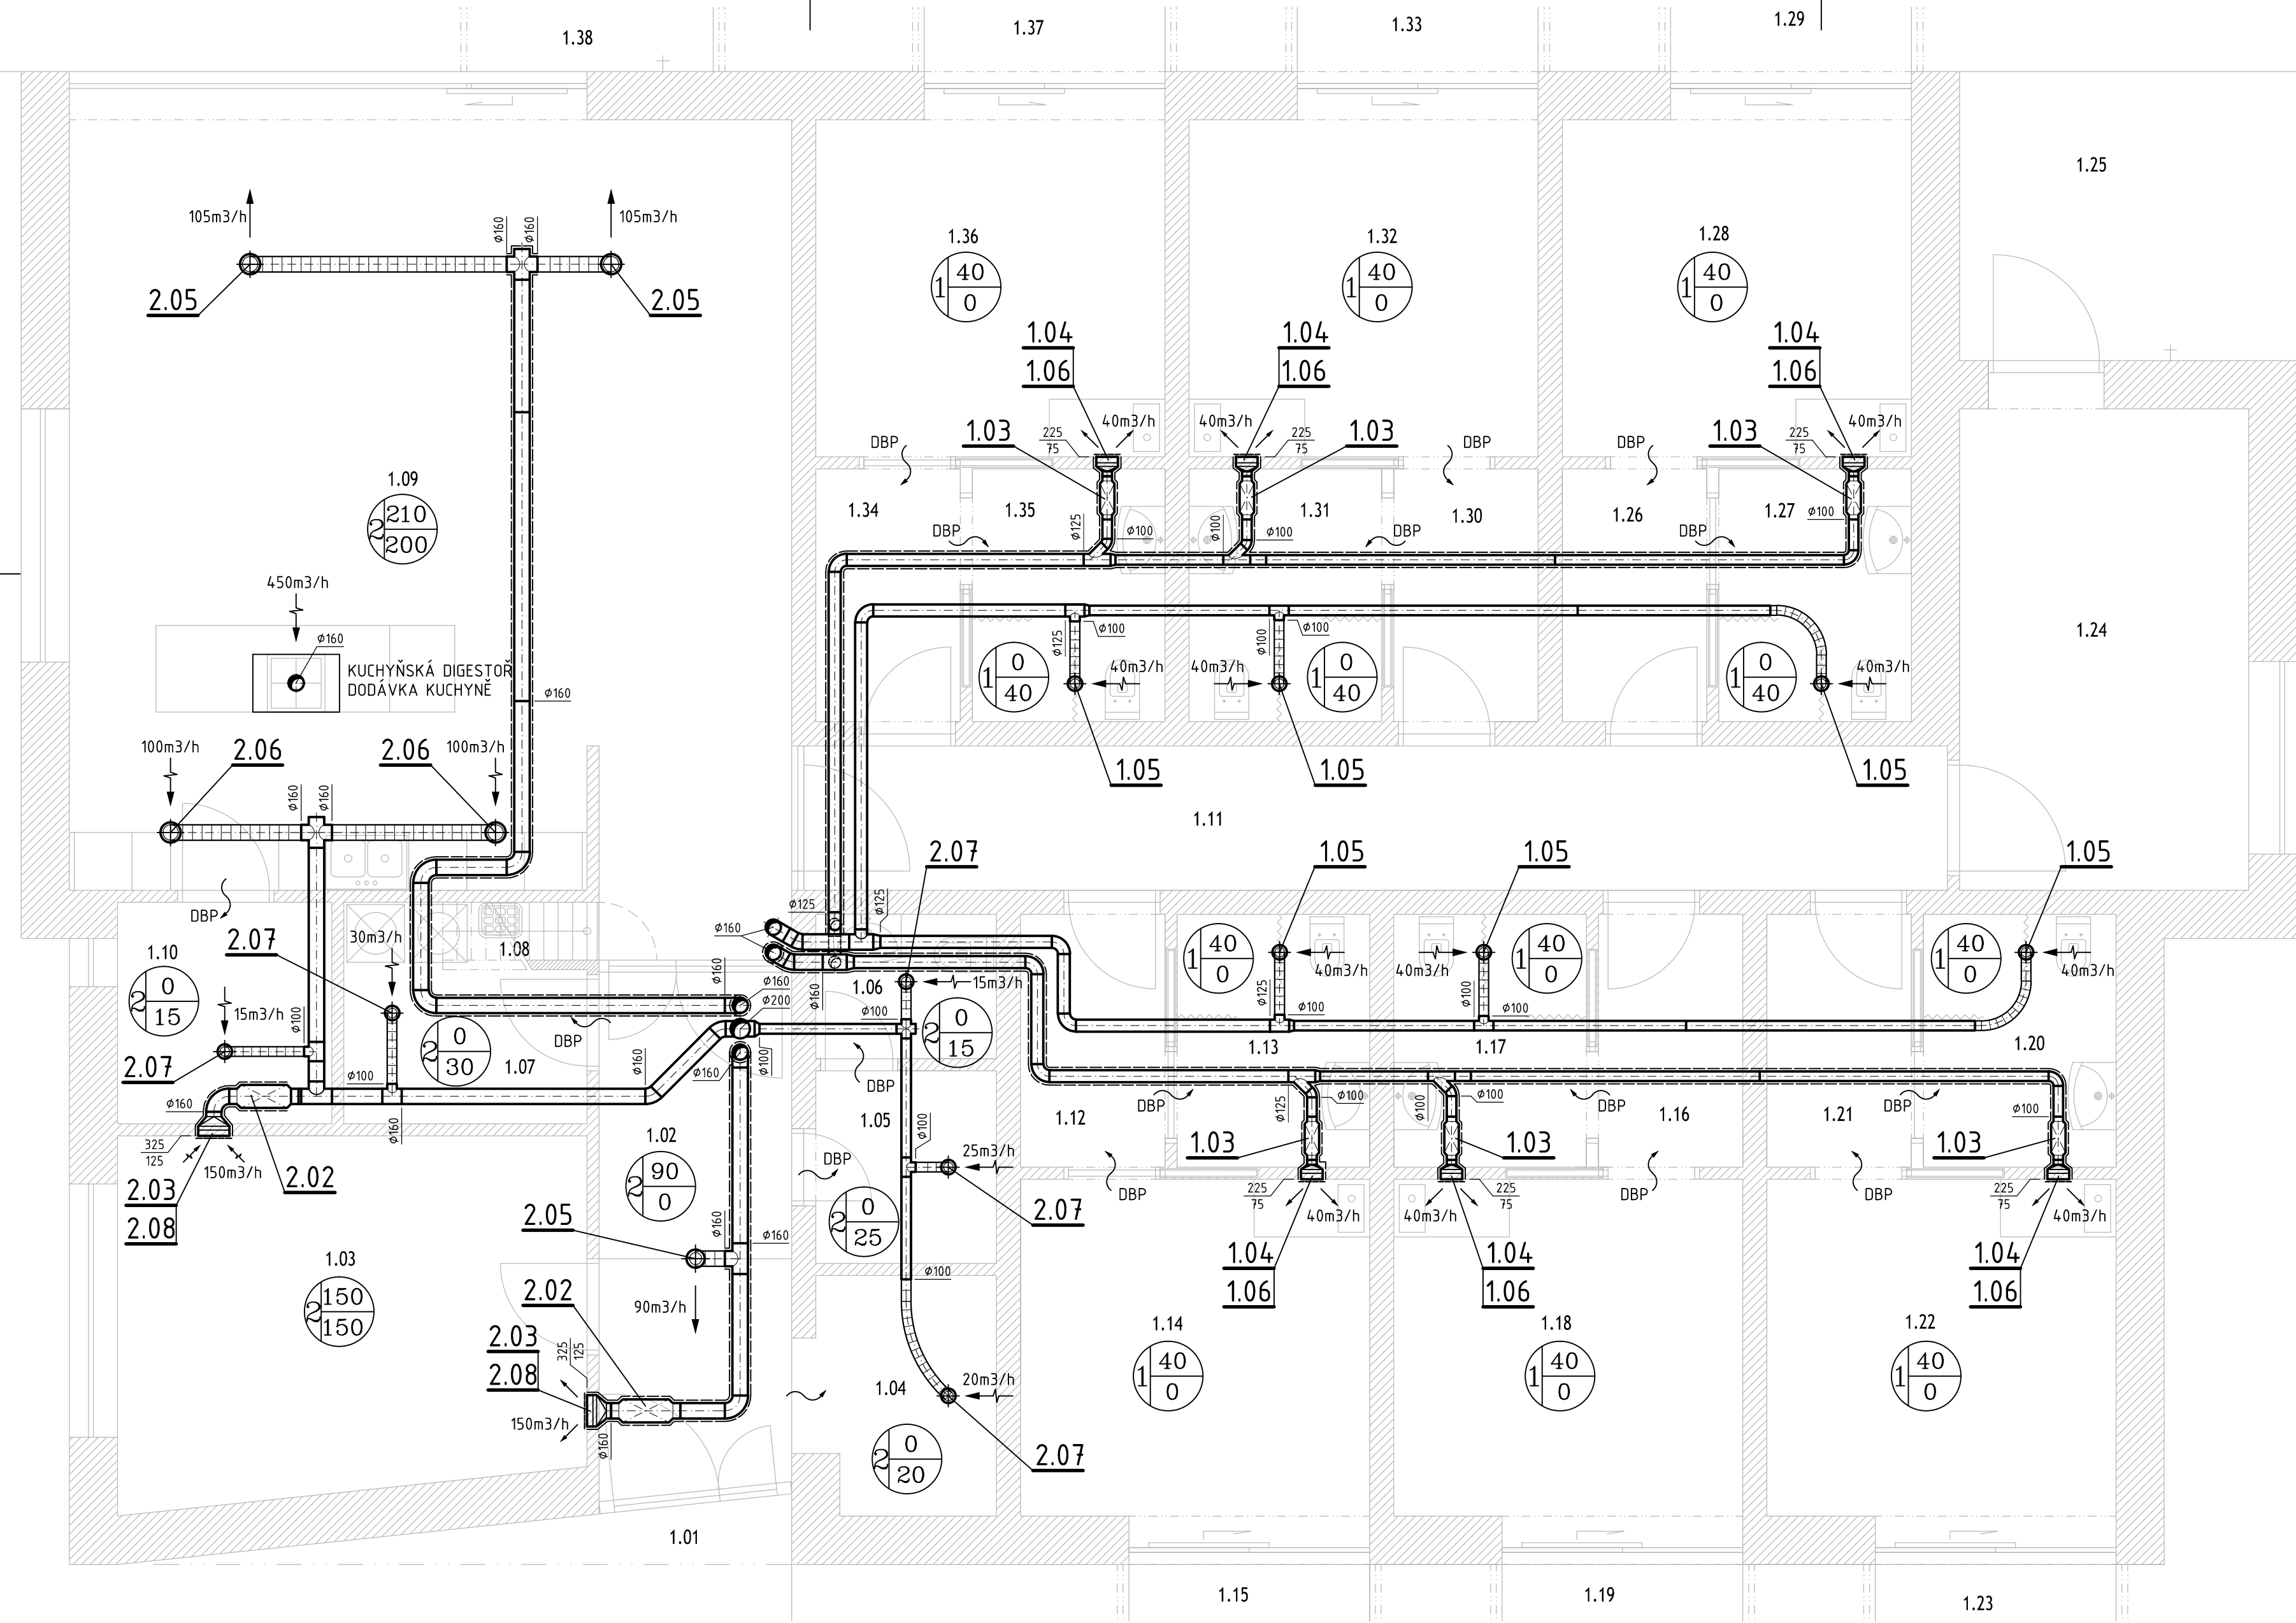 1.38
1.37
1.33
1.29
1.25
105m3/h
105m3/h
ø160
ø160
2.05
2.05
1.36
1 40 0
1.32
1 40 0
1.28
1 40 0
1.04
1.06
1.04
1.06
1.04
1.06
DBP
1.03
225
75
40m3/h
40m3/h
225
75
1.03
DBP
DBP
1.03
225
75
40m3/h
1.09
2 210 200
1.34
1.35
1.31
1.30
1.26
1.27
ø100
DBP
ø125
ø100
ø100
ø100
DBP
DBP
450m3/h
ø160
KUCHYŇSKÁ DIGESTOŘ
DODÁVKA KUCHYNĚ
ø160
ø125
ø100
ø100
ø100
1.24
1 0 40
40m3/h
40m3/h
1 0 40
1 0 40
40m3/h
100m3/h
2.06
2.06
100m3/h
1.05
1.05
1.05
ø160
ø160
1.11
2.07
1.05
1.05
1.05
DBP
ø125
ø125
ø160
2.07
30m3/h
1.08
1.10
2 0 15
15m3/h
ø100
ø160
ø160
ø200
ø160
1.06
15m3/h
ø100
2 0 15
1 40 0
40m3/h
40m3/h
1 40 0
1 40 0
40m3/h
ø125
ø100
ø100
ø100
2.07
2 0 30
DBP
1.07
ø160
ø160
ø100
DBP
1.13
1.17
1.20
ø160
ø100
ø160
325
125
150m3/h
2.02
2.03
2.08
1.02
2 90 0
1.05
ø100
DBP
25m3/h
2 0 25
2.07
1.12
DBP
DBP
1.03
ø125
ø100
ø100
ø100
1.03
DBP
1.16
DBP
1.21
DBP
DBP
ø100
1.03
225
75
40m3/h
40m3/h
225
75
225
75
40m3/h
1.04
1.06
1.04
1.06
1.04
1.06
2.05
ø160
ø160
1.03
2 150 150
2.02
90m3/h
ø100
2.03
2.08
325
125
150m3/h
ø160
1.04
20m3/h
2 0 20
2.07
1.14
1 40 0
1.18
1 40 0
1.22
1 40 0
1.01
1.15
1.19
1.23